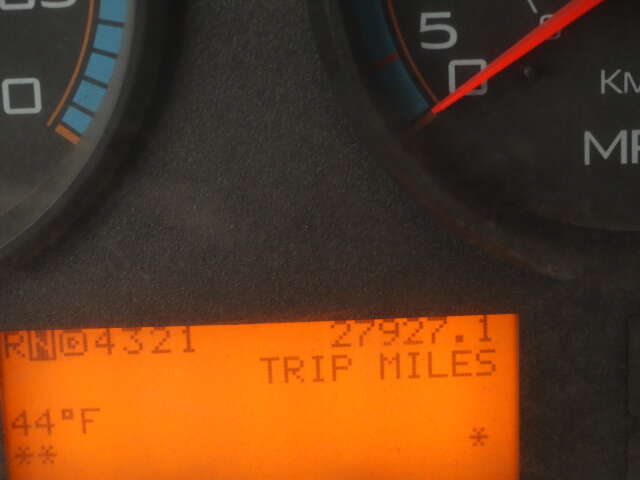 5
0
0
KM
MP
RND4321 27927.1
TRIP MILES
44°F
** *